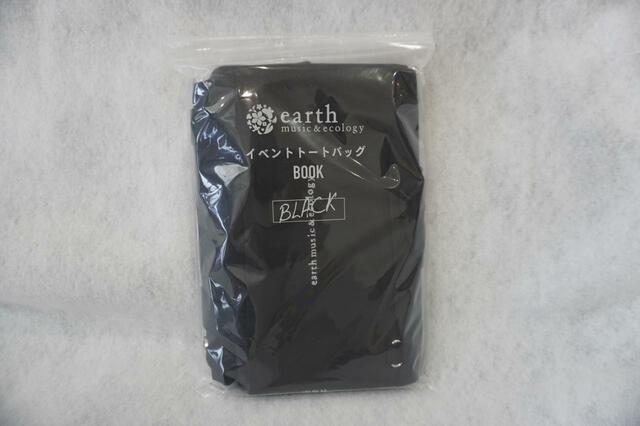 earth
music&ecology
イベントトートバッグ
BOOK
BLACK
earth music & ecology